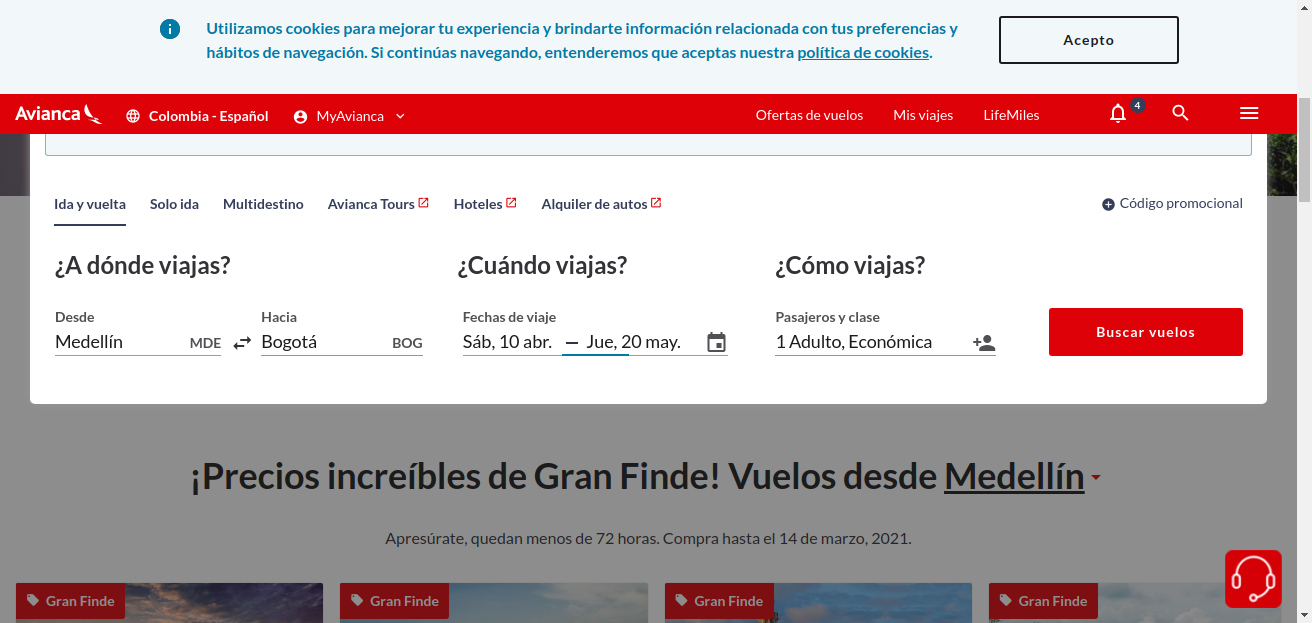 Utilizamos cookies para mejorar tu experiencia y brindarte información relacionada con tus preferencias y
hábitos de navegación. Si continúas navegando, entenderemos que aceptas nuestra política de cookies.
Acepto
Avianca
Colombia - Español
MyAvianca
Ofertas de vuelos
Mis viajes
LifeMiles
4
Ida y vuelta
Solo ida
Multidestino
Avianca Tours
Hoteles
Alquiler de autos
Código promocional
¿A dónde viajas?
¿Cuándo viajas?
¿Cómo viajas?
Desde
Hacia
Fechas de viaje
Pasajeros y clase
Medellín MDE
Bogotá BOG
Sáb, 10 abr. — Jue, 20 may.
1 Adulto, Económica
Buscar vuelos
¡Precios increíbles de Gran Finde! Vuelos desde Medellín
Apresúrate, quedan menos de 72 horas. Compra hasta el 14 de marzo, 2021.
Gran Finde
Gran Finde
Gran Finde
Gran Finde